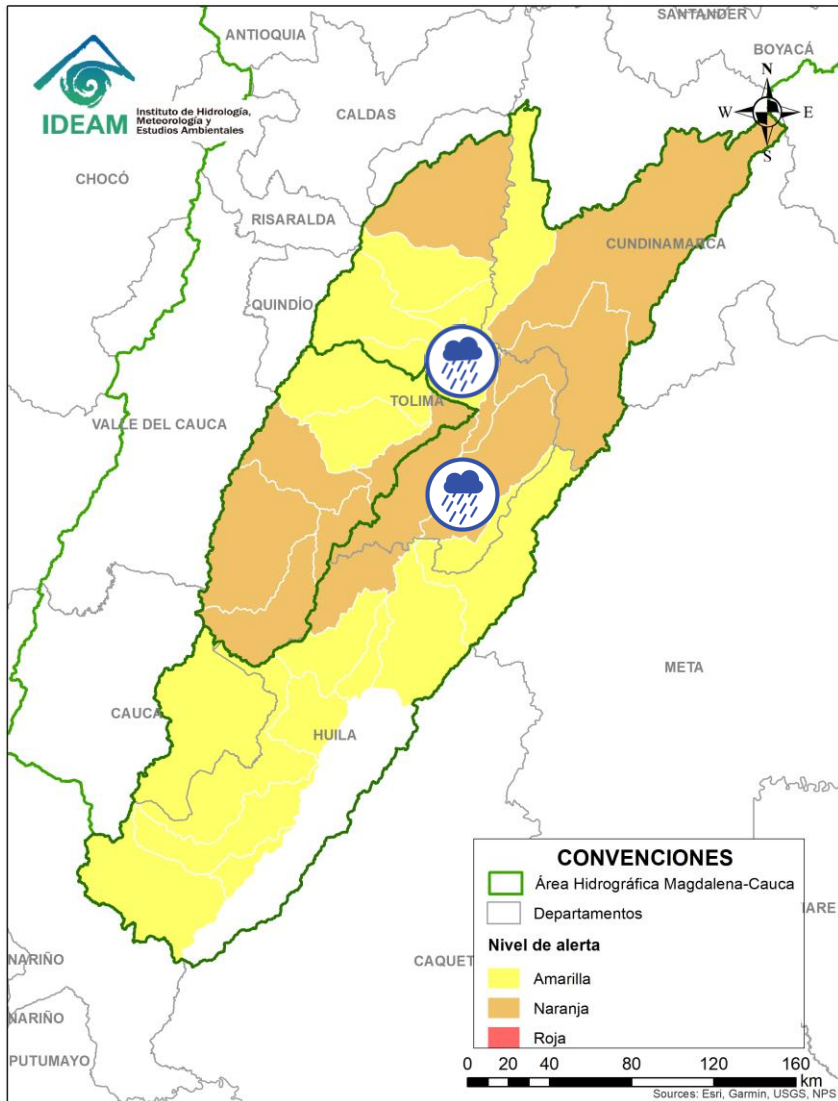 SANTANDER
ANTIOQUIA
BOYACÁ
IDEAM
Instituto de Hidrología,
Meteorología y
Estudios Ambientales
N
W
E
S
CALDAS
CHOCÓ
RISARALDA
CUNDINAMARCA
QUINDÍO
TOLIMA
VALLE DEL CAUCA
META
CAUCA
HUILA
CONVENCIONES
Área Hidrográfica Magdalena-Cauca
Departamentos
Nivel de alerta
Amarilla
Naranja
Roja
IARE
NARIÑO
CAQUET
NARIÑO
PUTUMAYO
0 20 40 80 120 160
km
Sources: Esri, Garmin, USGS, NPS